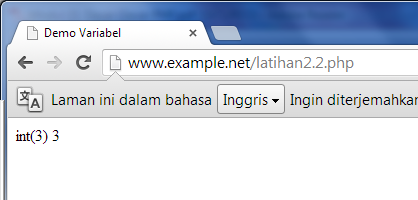 Demo Variabel
www.example.net/latihan2.2.php
Laman ini dalam bahasa Inggris Ingin diterjemahkan
int(3) 3